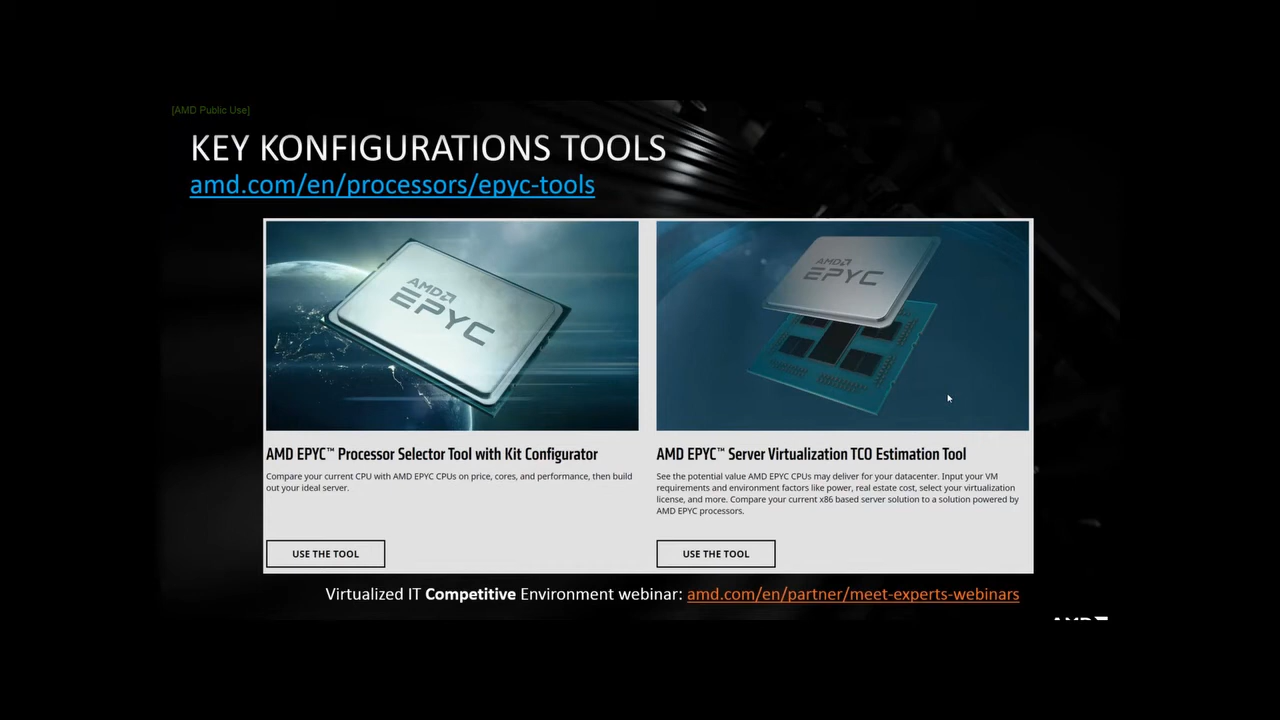 [AMD Public Use]
KEY KONFIGURATIONS TOOLS
amd.com/en/processors/epyc-tools
AMD
EPYC
AMD
EPYC
AMD EPYC™ Processor Selector Tool with Kit Configurator
Compare your current CPU with AMD EPYC CPUs on price, cores, and performance, then build
out your ideal server.
USE THE TOOL
AMD EPYC™ Server Virtualization TCO Estimation Tool
See the potential value AMD EPYC CPUs may deliver for your datacenter. Input your VM
requirements and environment factors like power, real estate cost, select your virtualization
license, and more. Compare your current x86 based server solution to a solution powered by
AMD EPYC processors.
USE THE TOOL
Virtualized IT Competitive Environment webinar: amd.com/en/partner/meet-experts-webinars
AMD